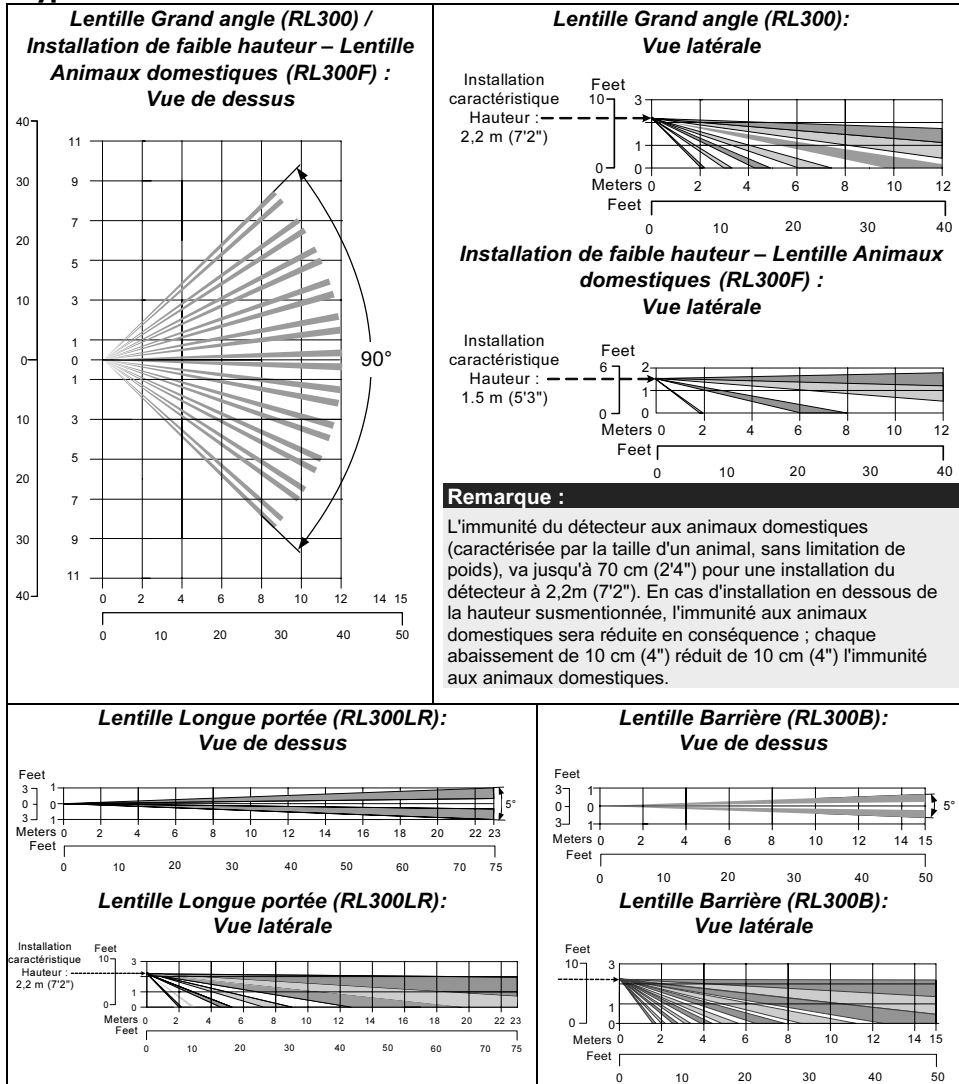 Lentille Grand angle (RL300) /
Installation de faible hauteur – Lentille
Animaux domestiques (RL300F) :
Vue de dessus
40
30
20
10
0
10
20
30
40
11
9
7
5
3
1
0
1
3
5
7
9
11
90°
0 2 4 6 8 10 12 14 15
0 10 20 30 40 50
Lentille Grand angle (RL300):
Vue latérale
Installation
caractéristique
Hauteur :
2,2 m (7'2")
Feet
10
0
3
1
0
Meters 0 2 4 6 8 10 12
Feet
0 10 20 30 40
Installation de faible hauteur – Lentille Animaux
domestiques (RL300F) :
Vue latérale
Installation
caractéristique
Hauteur :
1.5 m (5'3")
Feet
6
0
2
1
0
Meters 0 2 4 6 8 10 12
Feet
0 10 20 30 40
Remarque :
L'immunité du détecteur aux animaux domestiques
(caractérisée par la taille d'un animal, sans limitation de
poids), va jusqu'à 70 cm (2'4") pour une installation du
détecteur à 2,2m (7'2"). En cas d'installation en dessous de
la hauteur susmentionnée, l'immunité aux animaux
domestiques sera réduite en conséquence ; chaque
abaissement de 10 cm (4") réduit de 10 cm (4") l'immunité
aux animaux domestiques.
Lentille Longue portée (RL300LR):
Vue de dessus
Feet
3
0
3
1
0
1
5°
Meters 0 2 4 6 8 10 12 14 16 18 20 22 23
Feet
0 10 20 30 40 50 60 70 75
Lentille Longue portée (RL300LR):
Vue latérale
Installation
caractéristique
Hauteur :
2,2 m (7'2")
Feet
10
0
3
1
0
Meters 0 2 4 6 8 10 12 14 16 18 20 22 23
Feet
0 10 20 30 40 50 60 70 75
Lentille Barrière (RL300B):
Vue de dessus
Feet
3
0
3
1
0
1
5°
Meters 0 2 4 6 8 10 12 14 15
Feet
0 10 20 30 40 50
Lentille Barrière (RL300B):
Vue latérale
Feet
10
0
3
1
0
Meters 0 2 4 6 8 10 12 14 15
Feet
0 10 20 30 40 50